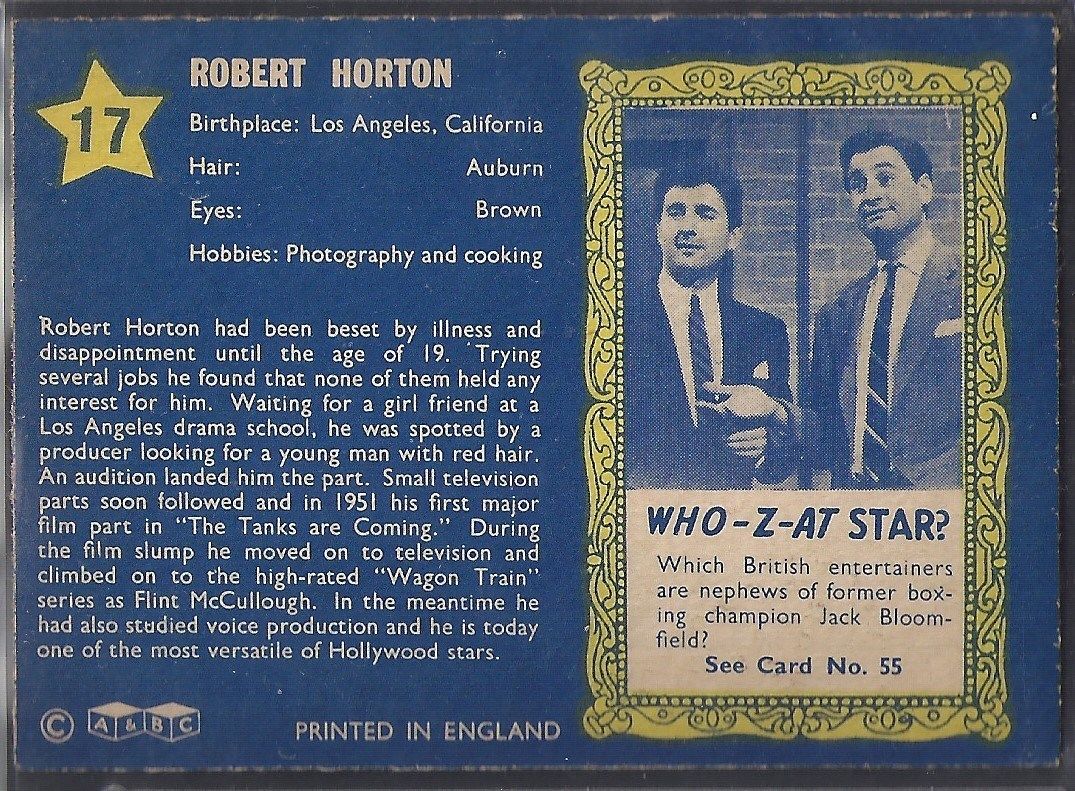 17
ROBERT HORTON
Birthplace: Los Angeles, California
Hair: Auburn
Eyes: Brown
Hobbies: Photography and cooking
Robert Horton had been beset by illness and
disappointment until the age of 19. Trying
several jobs he found that none of them held any
interest for him. Waiting for a girl friend at a
Los Angeles drama school, he was spotted by a
producer looking for a young man with red hair.
An audition landed him the part. Small television
parts soon followed and in 1951 his first major
film part in "The Tanks are Coming." During
the film slump he moved on to television and
climbed on to the high-rated "Wagon Train"
series as Flint McCullough. In the meantime he
had also studied voice production and he is today
one of the most versatile of Hollywood stars.
© A & B C
PRINTED IN ENGLAND
WHO-Z-AT STAR?
Which British entertainers
are nephews of former box-
ing champion Jack Bloom-
field?
See Card No. 55